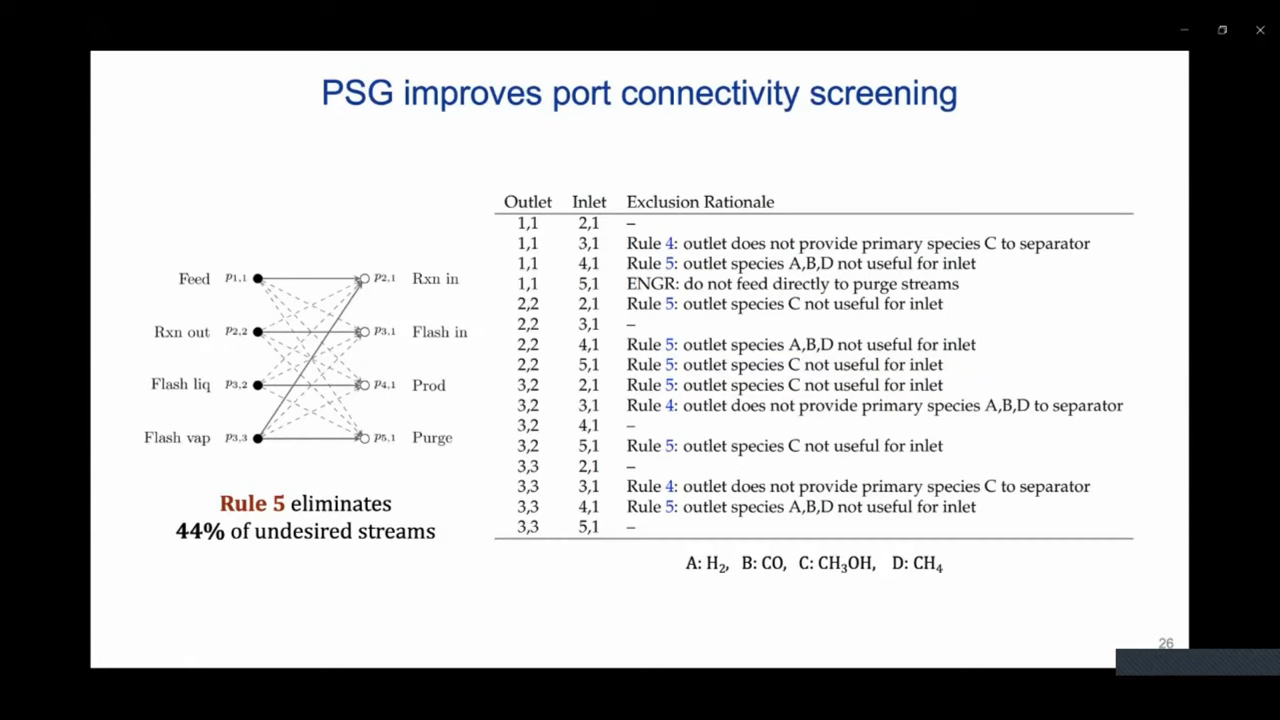 PSG improves port connectivity screening
Feed p1,1 p2,1 Rxn in
Rxn out p2,2 p3,1 Flash in
Flash liq p3,2 p4,1 Prod
Flash vap p3,3 p5,1 Purge
Rule 5 eliminates
44% of undesired streams
Outlet Inlet Exclusion Rationale
1,1 2,1 –
1,1 3,1 Rule 4: outlet does not provide primary species C to separator
1,1 4,1 Rule 5: outlet species A,B,D not useful for inlet
1,1 5,1 ENGR: do not feed directly to purge streams
2,2 2,1 Rule 5: outlet species C not useful for inlet
2,2 3,1 –
2,2 4,1 Rule 5: outlet species A,B,D not useful for inlet
2,2 5,1 Rule 5: outlet species C not useful for inlet
3,2 2,1 Rule 5: outlet species C not useful for inlet
3,2 3,1 Rule 4: outlet does not provide primary species A,B,D to separator
3,2 4,1 –
3,2 5,1 Rule 5: outlet species C not useful for inlet
3,3 2,1 –
3,3 3,1 Rule 4: outlet does not provide primary species C to separator
3,3 4,1 Rule 5: outlet species A,B,D not useful for inlet
3,3 5,1 –
A: H₂, B: CO, C: CH₃OH, D: CH₄
26